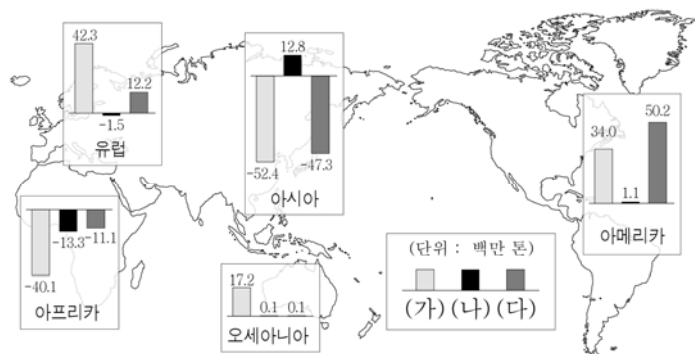 42.3
-1.5
12.2
유럽
12.8
-52.4
-47.3
아시아
34.0
1.1
50.2
아메리카
-40.1
-13.3
-11.1
아프리카
17.2
0.1
0.1
오세아니아
(단위 : 백만 톤)
(가) (나) (다)